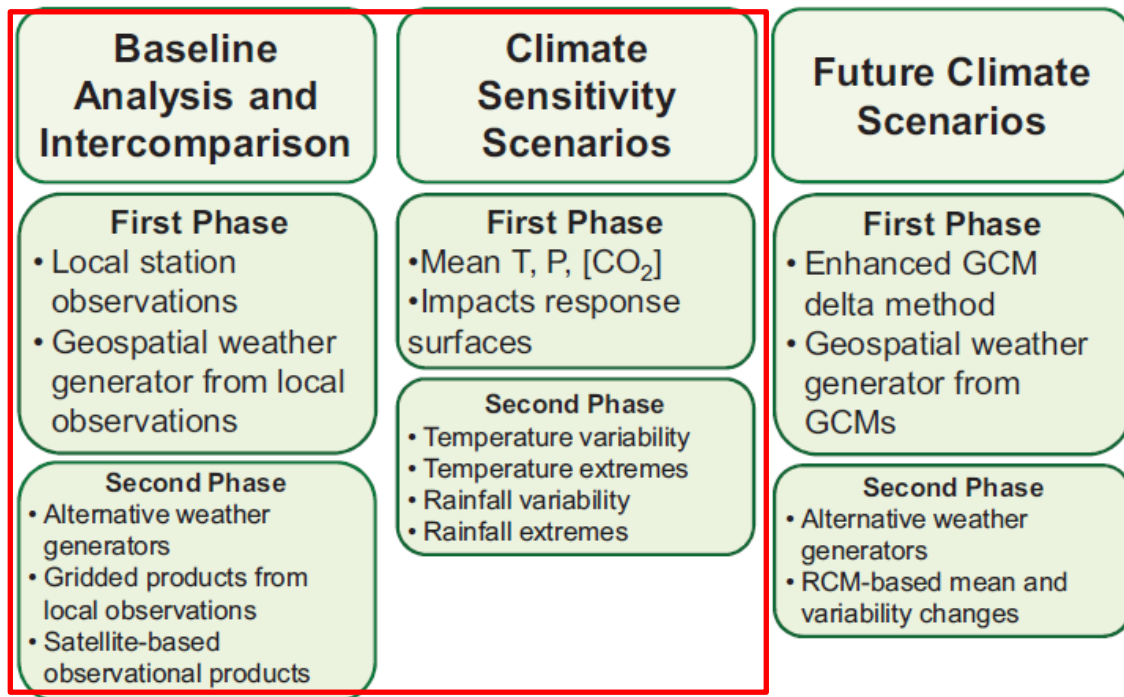 Baseline
Analysis and
Intercomparison
First Phase
• Local station
observations
• Geospatial weather
generator from local
observations
Second Phase
• Alternative weather
generators
• Gridded products from
local observations
• Satellite-based
observational products
Climate
Sensitivity
Scenarios
First Phase
•Mean T, P, [CO₂]
•Impacts response
surfaces
Second Phase
• Temperature variability
• Temperature extremes
• Rainfall variability
• Rainfall extremes
Future Climate
Scenarios
First Phase
• Enhanced GCM
delta method
• Geospatial weather
generator from
GCMs
Second Phase
• Alternative weather
generators
• RCM-based mean and
variability changes